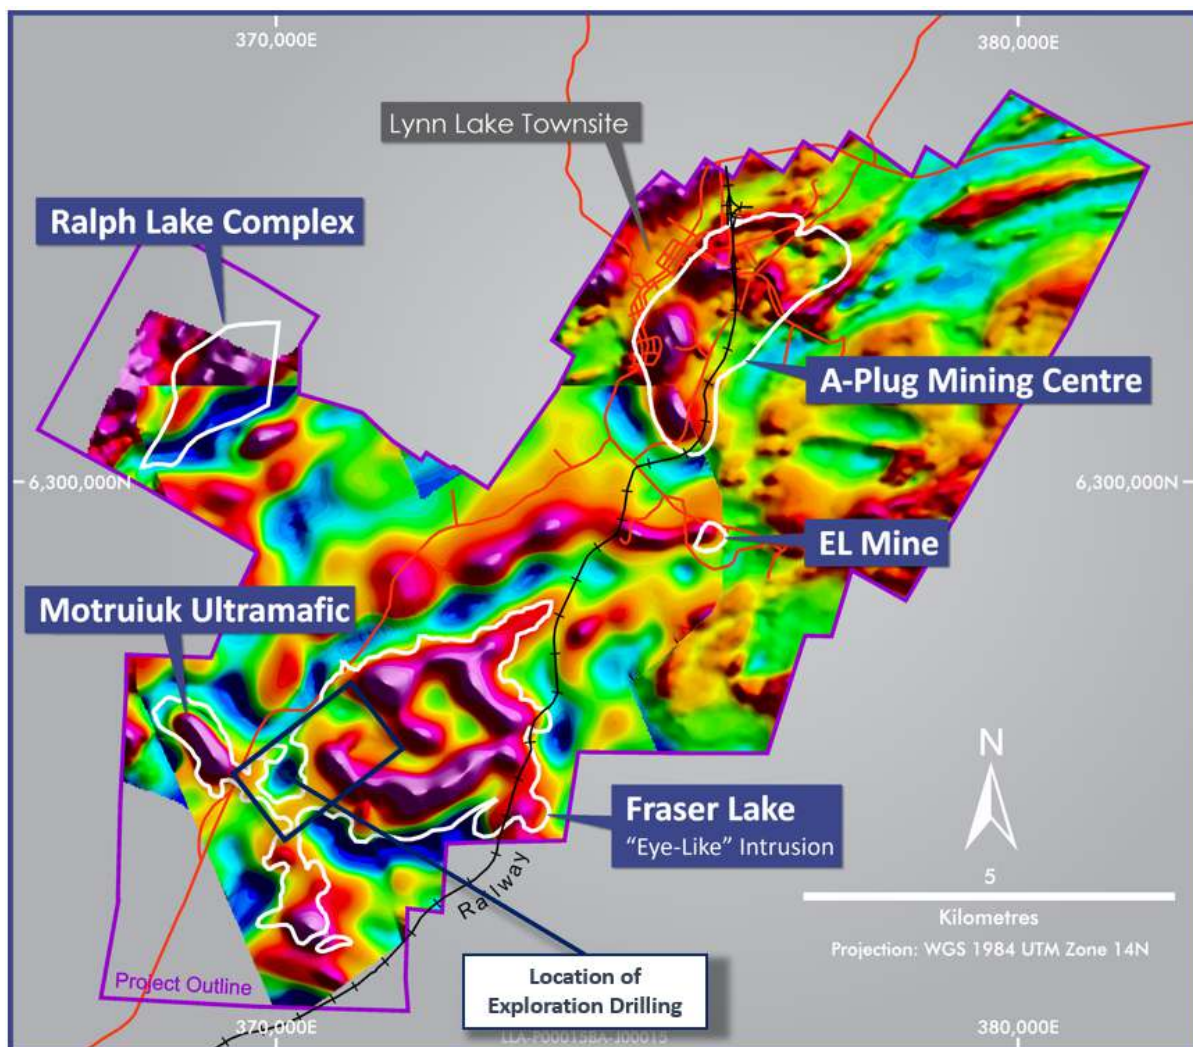 370,000E
380,000E
Lynn Lake Townsite
Ralph Lake Complex
A-Plug Mining Centre
6,300,000N
6,300,000N
EL Mine
Motruiuk Ultramafic
N
Fraser Lake
"Eye-Like" Intrusion
5
Kilometres
Projection: WGS 1984 UTM Zone 14N
Railway
Location of
Exploration Drilling
Project Outline
370,000E
380,000E